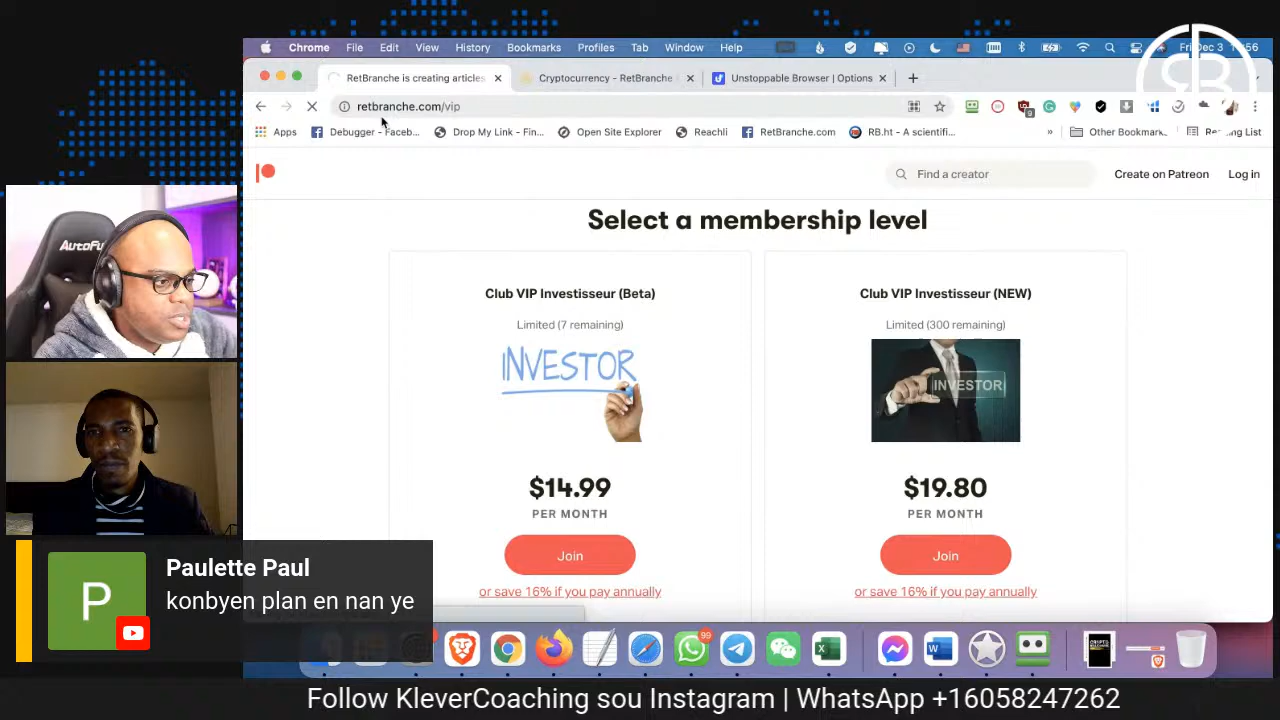 Chrome File Edit View History Bookmarks Profiles Tab Window Help
RetBranche is creating articles
Cryptocurrency - RetBranche
Unstoppable Browser | Options
retbranche.com/vip
Apps
Debugger - Faceb...
Drop My Link - Fin...
Open Site Explorer
Reachli
RetBranche.com
RB.ht - A scientifi...
Other Bookmark
Find a creator
Create on Patreon
Log in
Select a membership level
Club VIP Investisseur (Beta)
Limited (7 remaining)
INVESTOR
$14.99
PER MONTH
Join
or save 16% if you pay annually
Club VIP Investisseur (NEW)
Limited (300 remaining)
INVESTOR
$19.80
PER MONTH
Join
or save 16% if you pay annually
P
Paulette Paul
konbyen plan en nan ye
99
Follow KleverCoaching sou Instagram | WhatsApp +16058247262